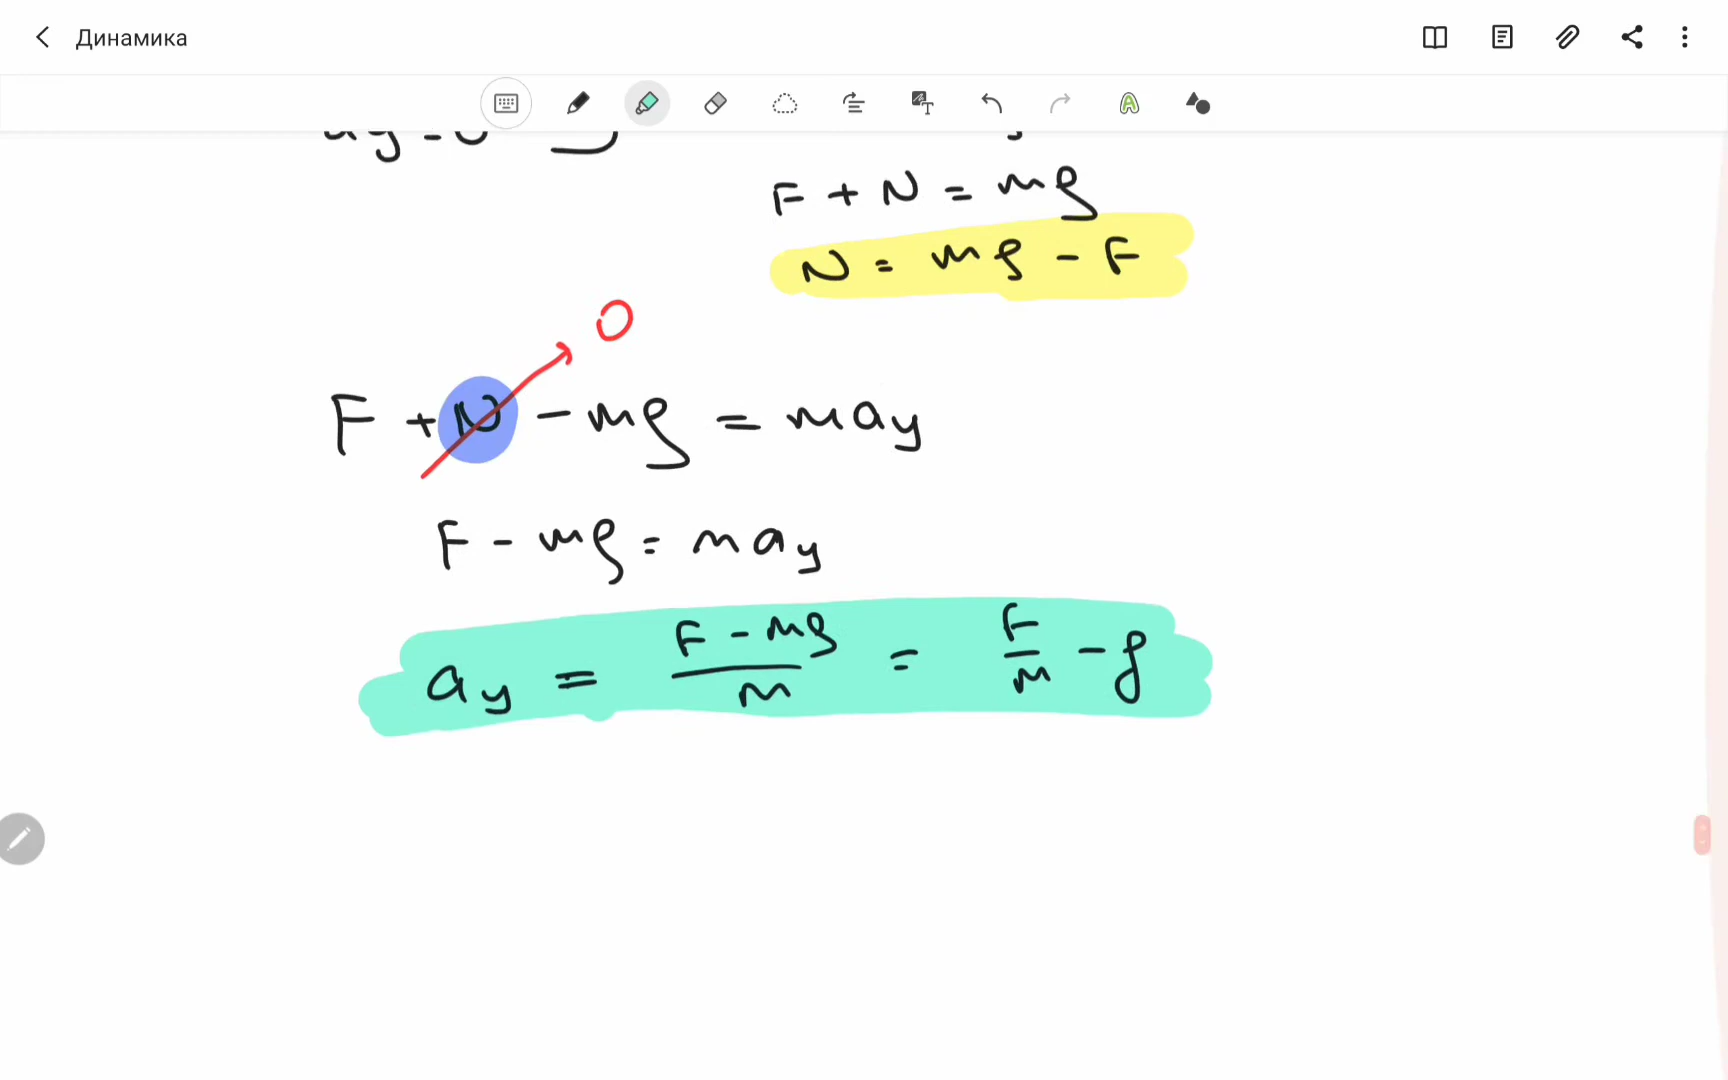 Динамика
F + N = mg
N = mg - F
0
F + N - mg = may
F - mg = may
ay = (F - mg)/m = F/m - g